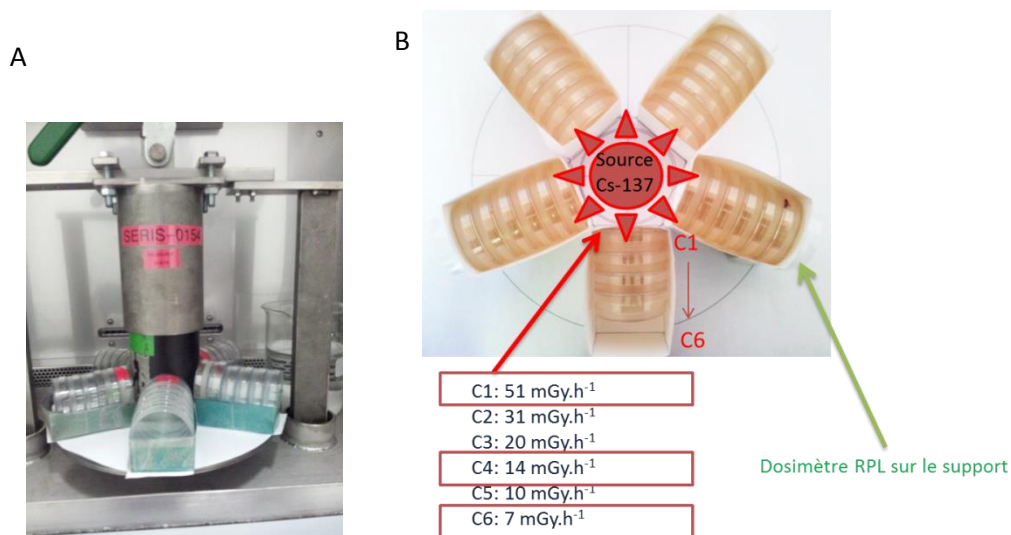 A
B
SERIS-0154
Source
Cs-137
C1
C6
C1: 51 mGy.h⁻¹
C2: 31 mGy.h⁻¹
C3: 20 mGy.h⁻¹
C4: 14 mGy.h⁻¹
C5: 10 mGy.h⁻¹
C6: 7 mGy.h⁻¹
Dosimètre RPL sur le support